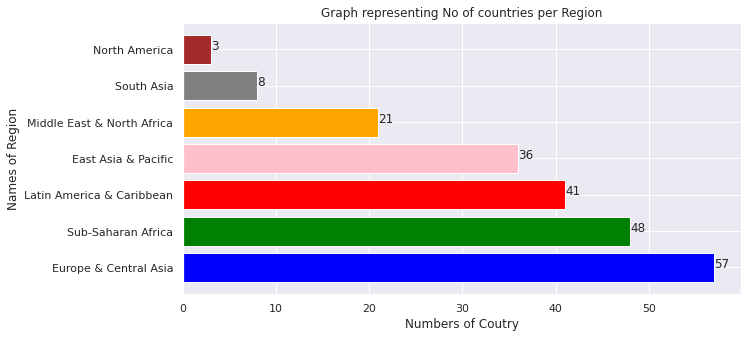 Graph representing No of countries per Region
Names of Region
North America 3
South Asia 8
Middle East & North Africa 21
East Asia & Pacific 36
Latin America & Caribbean 41
Sub-Saharan Africa 48
Europe & Central Asia 57
0 10 20 30 40 50
Numbers of Coutry